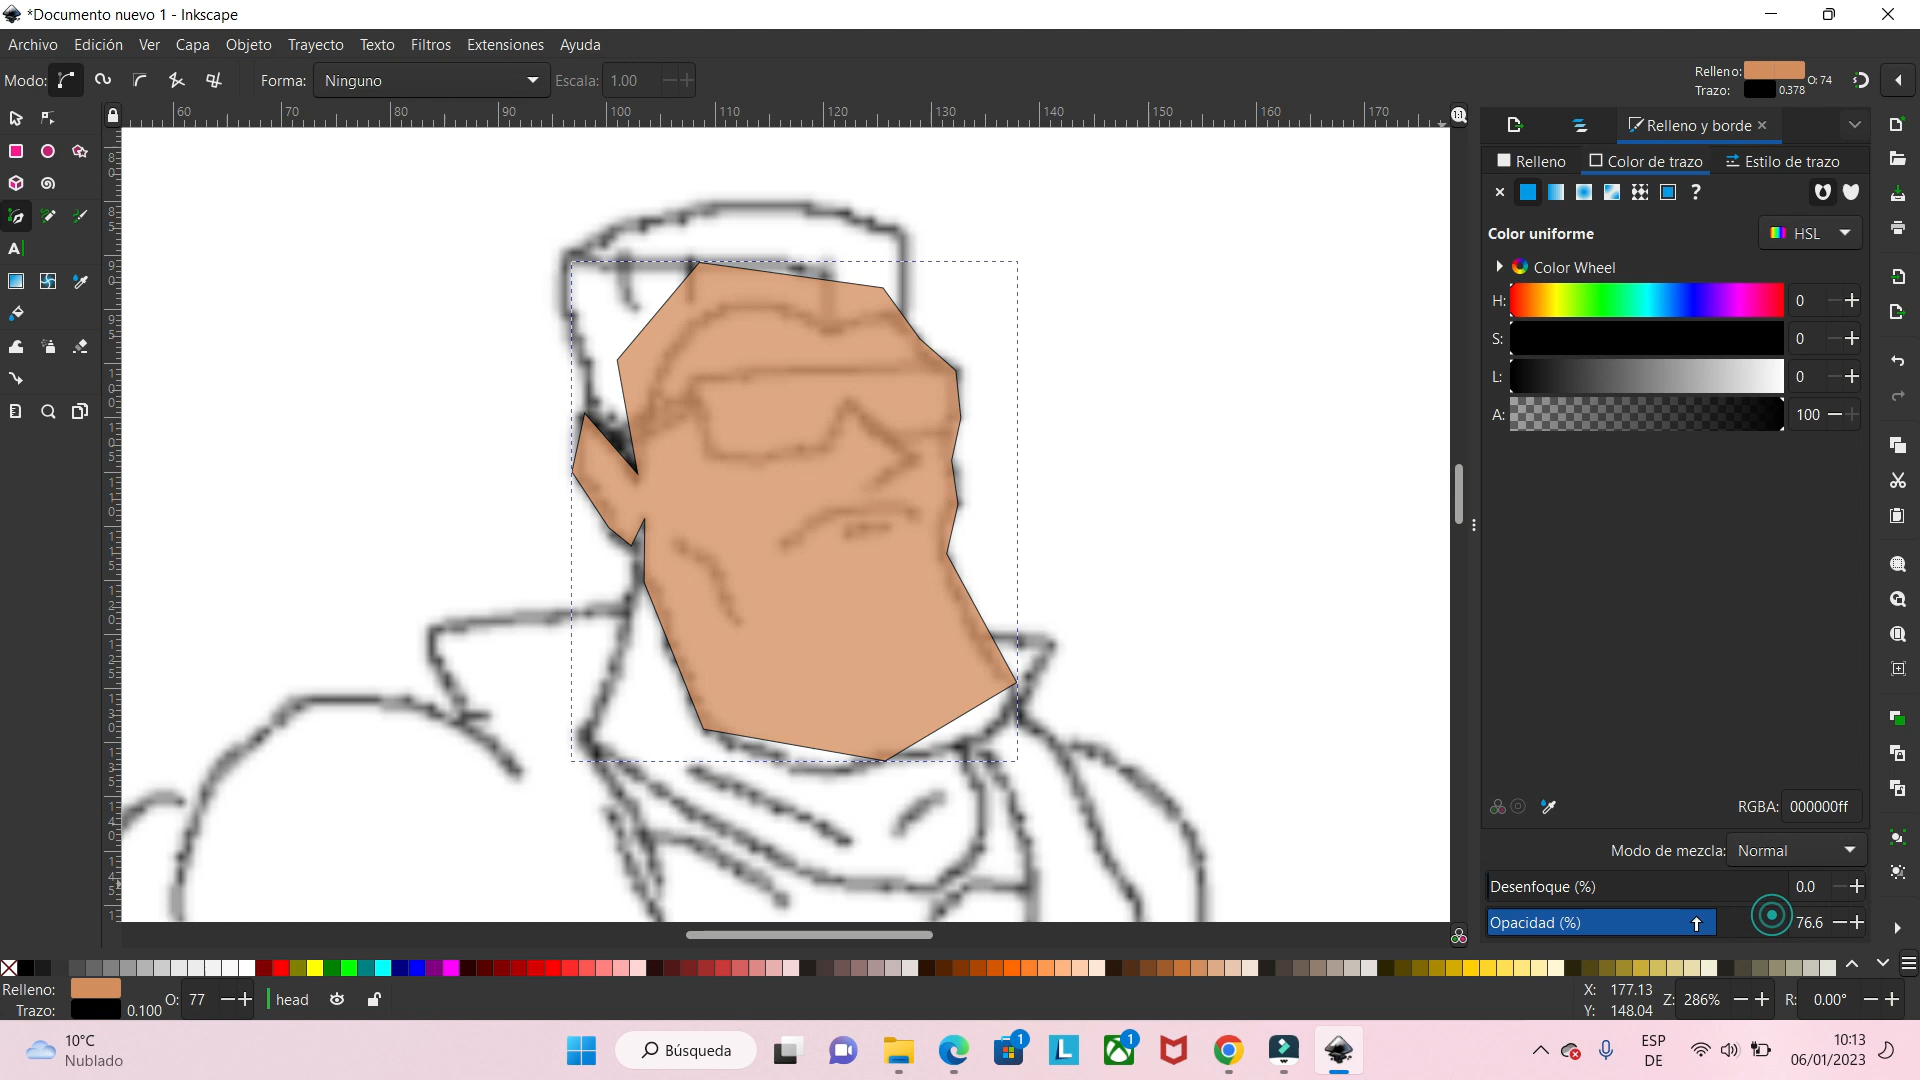 *Documento nuevo 1 - Inkscape
Archivo Edición Ver Capa Objeto Trayecto Texto Filtros Extensiones Ayuda
Modo: Forma: Ninguno Escala: 1.00
Relleno: O: 74
Trazo: 0.378
60 70 80 90 100 110 120 130 140 150 160 170
Relleno y borde
Relleno Color de trazo Estilo de trazo
?
Color uniforme HSL
Color Wheel
H: 0
S: 0
L: 0
A: 100
RGBA: 000000ff
Modo de mezcla: Normal
Desenfoque (%) 0.0
Opacidad (%) 76.6
Relleno: O: 77 head
Trazo: 0.100
X: 177.13 Z: 286% R: 0.00°
Y: 148.04
10°C
Nublado
Búsqueda
1
1
ESP
DE
10:13
06/01/2023